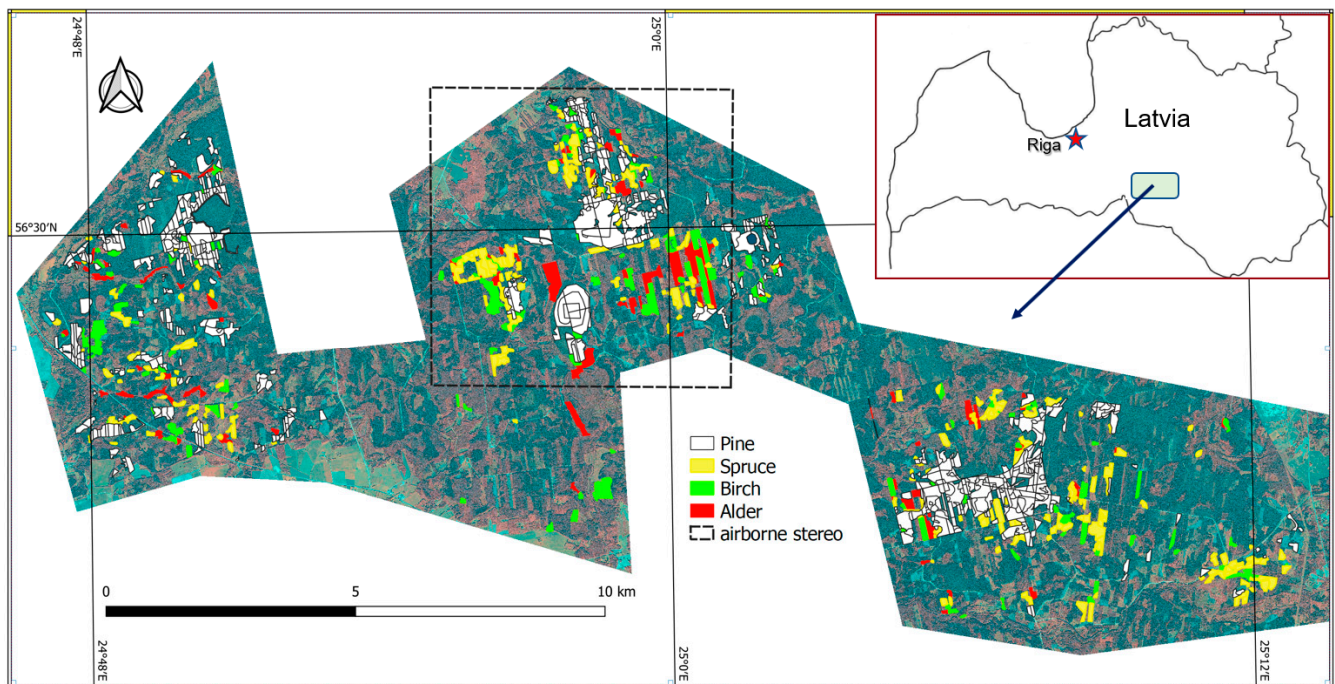 24°48'E
25°0'E
Latvia
Riga
56°30'N
Pine
Spruce
Birch
Alder
airborne stereo
0
5
10 km
24°48'E
25°0'E
25°12'E